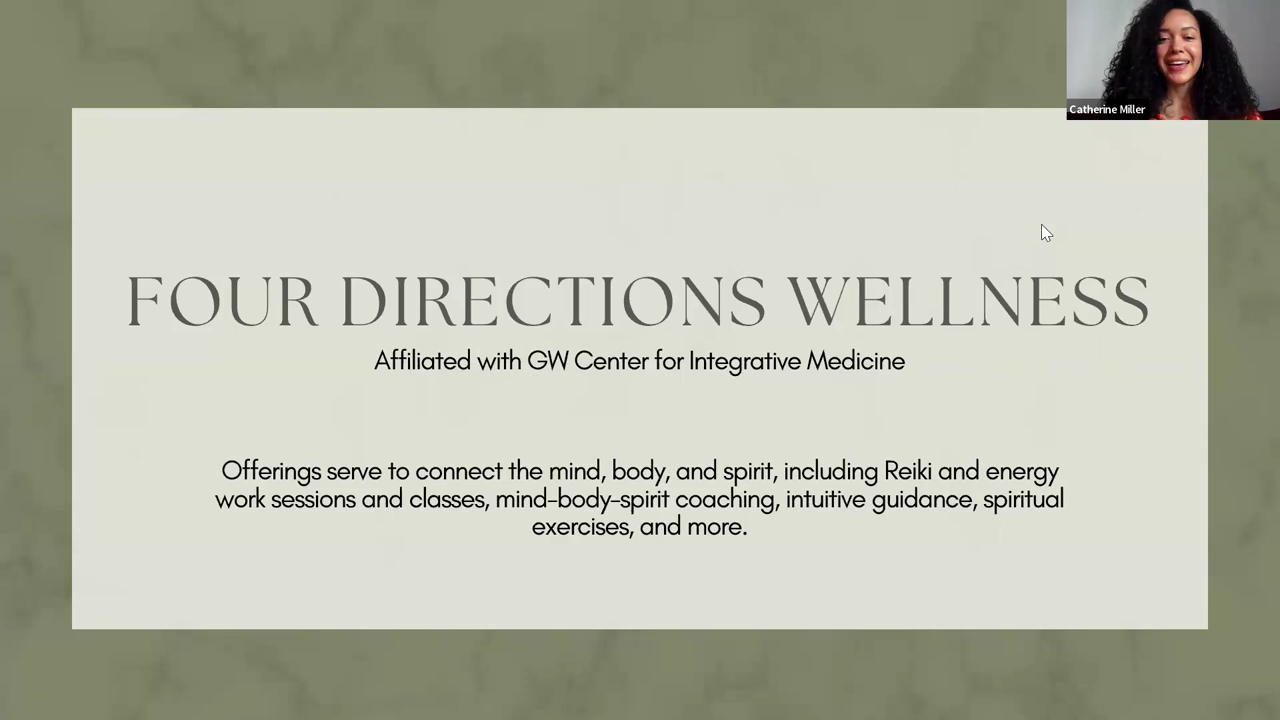 Catherine Miller
FOUR DIRECTIONS WELLNESS
Affiliated with GW Center for Integrative Medicine
Offerings serve to connect the mind, body, and spirit, including Reiki and energy
work sessions and classes, mind-body-spirit coaching, intuitive guidance, spiritual
exercises, and more.